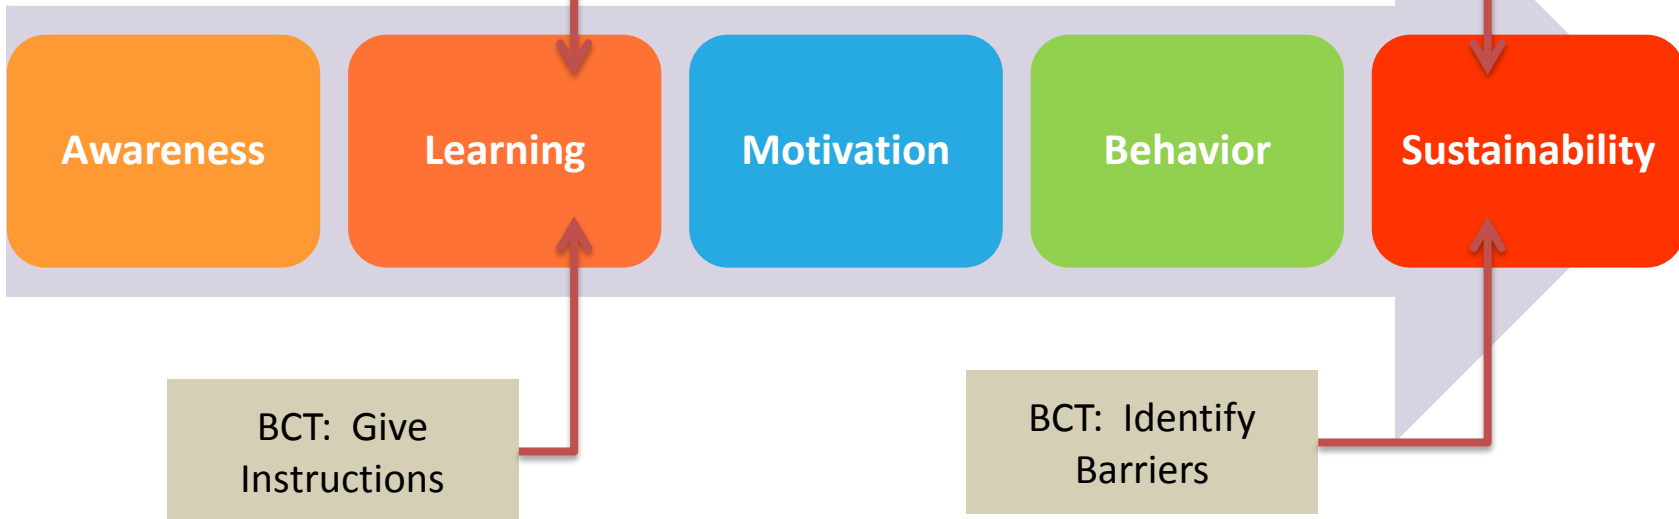 Awareness
Learning
Motivation
Behavior
Sustainability
BCT:  Give
Instructions
BCT:  Identify
Barriers